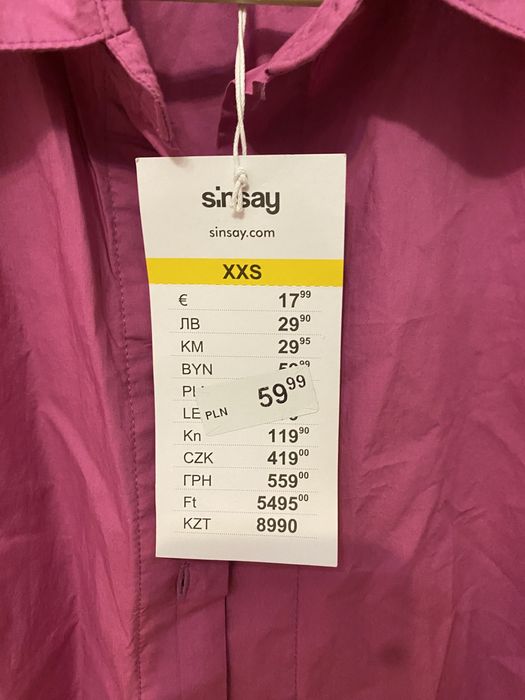 sinsay
sinsay.com
XXS
€ 17⁹⁹
ЛВ 29⁹⁰
KM 29⁹⁵
BYN
PLN 59⁹⁹
LE
Kn 119⁹⁰
CZK 419⁰⁰
ГРН 559⁰⁰
Ft 5495⁰⁰
KZT 8990